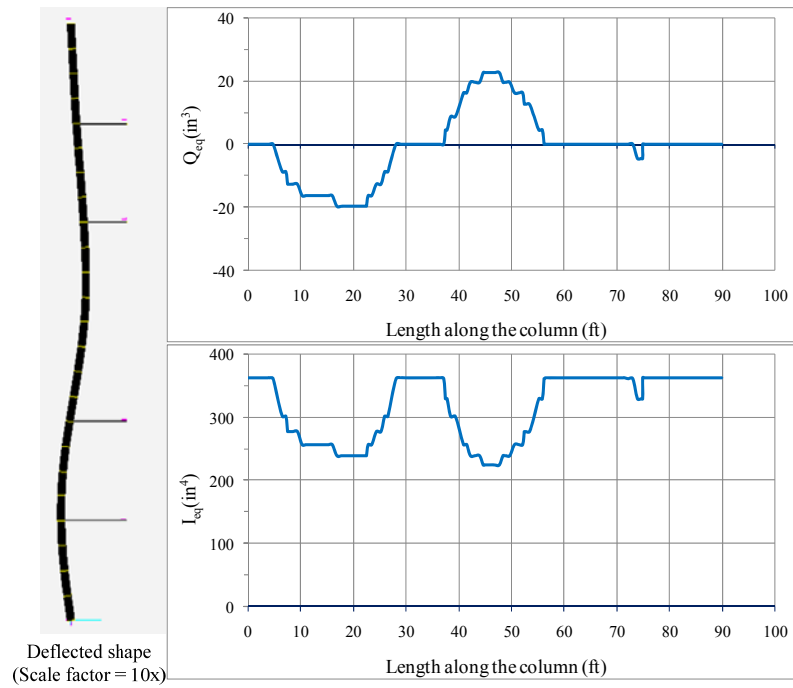 40
20
0
-20
-40
Qeq(in³)
0 10 20 30 40 50 60 70 80 90 100
Length along the column (ft)
400
300
200
100
0
Ieq(in⁴)
0 10 20 30 40 50 60 70 80 90 100
Length along the column (ft)
Deflected shape
(Scale factor = 10x)